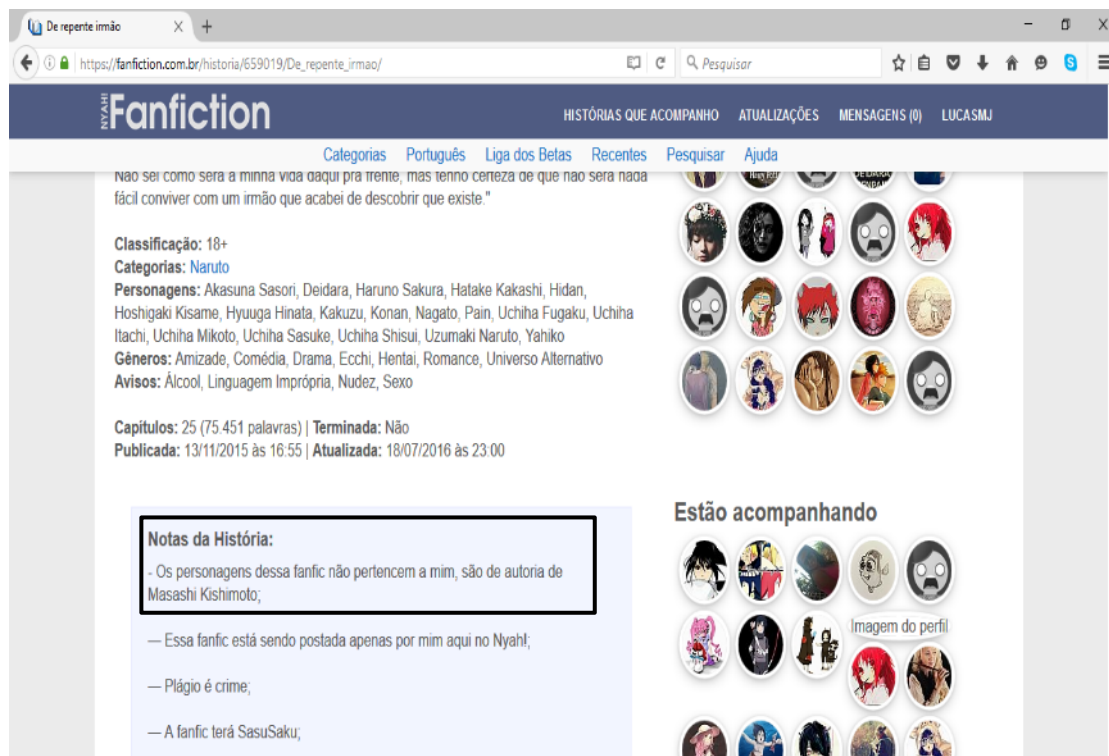 De repente irmão
https://fanfiction.com.br/historia/659019/De_repente_irmao/
Pesquisar
NYAH!
Fanfiction
HISTÓRIAS QUE ACOMPANHO ATUALIZAÇÕES MENSAGENS (0) LUCASMJ
Categorias Português Liga dos Betas Recentes Pesquisar Ajuda
Não sei como será a minha vida daqui pra frente, mas tenho certeza de que não será nada
fácil conviver com um irmão que acabei de descobrir que existe."
Classificação: 18+
Categorias: Naruto
Personagens: Akasuna Sasori, Deidara, Haruno Sakura, Hatake Kakashi, Hidan,
Hoshigaki Kisame, Hyuuga Hinata, Kakuzu, Konan, Nagato, Pain, Uchiha Fugaku, Uchiha
Itachi, Uchiha Mikoto, Uchiha Sasuke, Uchiha Shisui, Uzumaki Naruto, Yahiko
Gêneros: Amizade, Comédia, Drama, Ecchi, Hentai, Romance, Universo Alternativo
Avisos: Álcool, Linguagem Imprópria, Nudez, Sexo
Capítulos: 25 (75.451 palavras) | Terminada: Não
Publicada: 13/11/2015 às 16:55 | Atualizada: 18/07/2016 às 23:00
Notas da História:
- Os personagens dessa fanfic não pertencem a mim, são de autoria de
Masashi Kishimoto;
— Essa fanfic está sendo postada apenas por mim aqui no Nyah!;
— Plágio é crime;
— A fanfic terá SasuSaku;
Estão acompanhando
Imagem do perfil